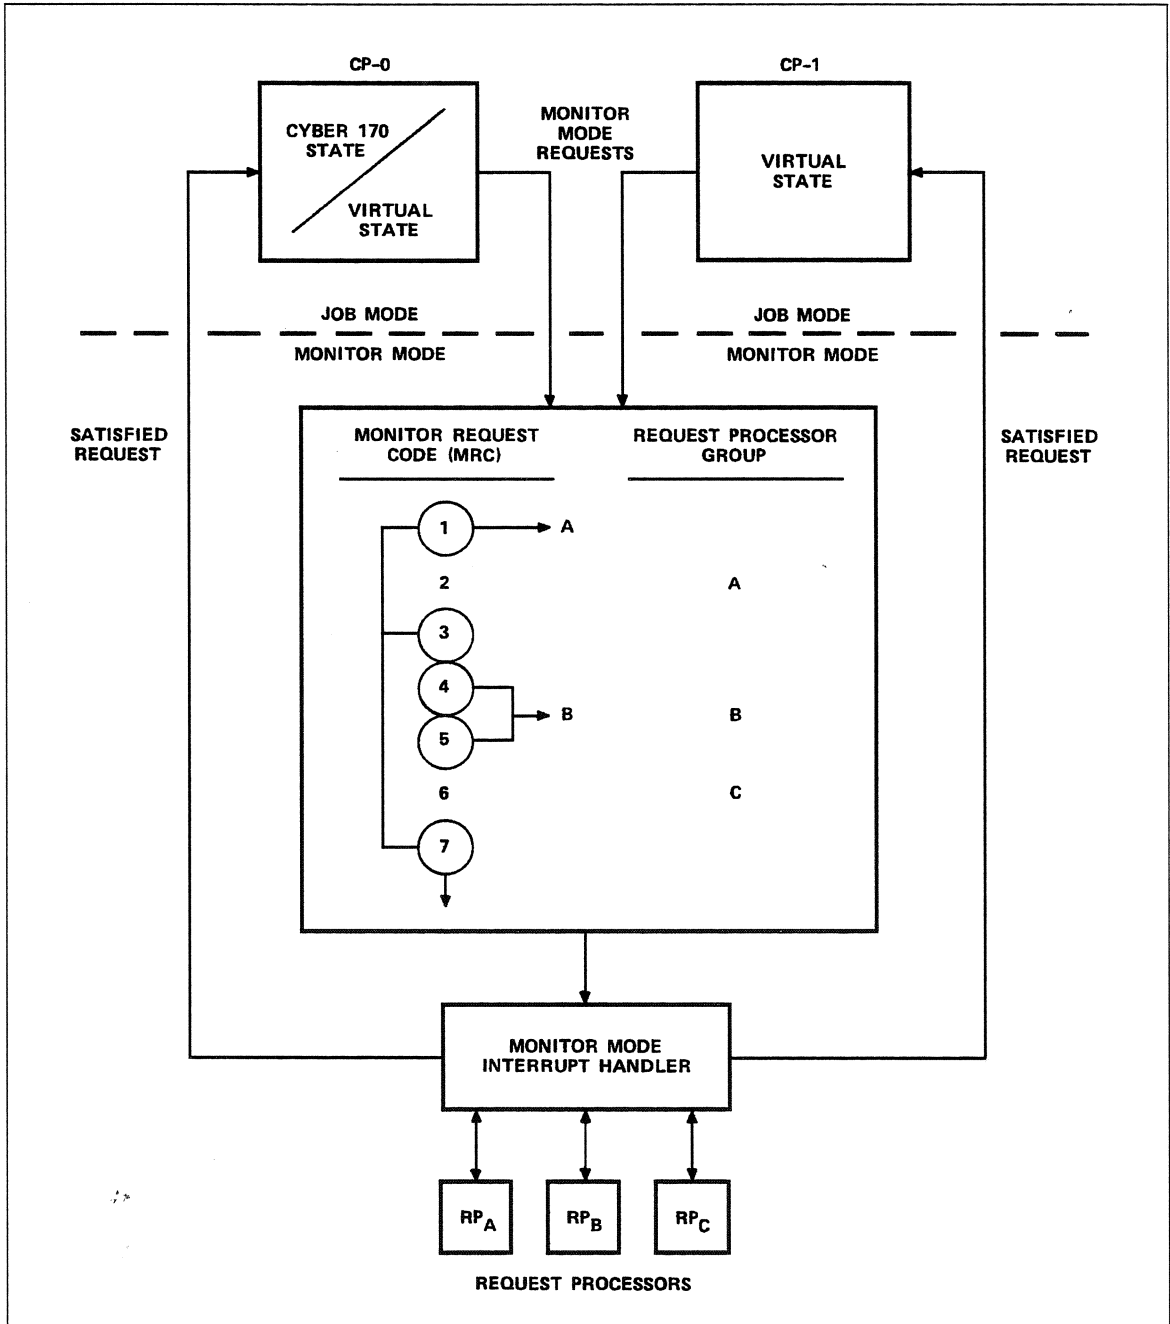 CP-0
CP-1
CYBER 170
STATE
VIRTUAL
STATE
MONITOR
MODE
REQUESTS
VIRTUAL
STATE
JOB MODE
JOB MODE
MONITOR MODE
MONITOR MODE
SATISFIED
REQUEST
SATISFIED
REQUEST
MONITOR REQUEST
CODE (MRC)
REQUEST PROCESSOR
GROUP
1
A
2
A
3
4
B
B
5
6
C
7
MONITOR MODE
INTERRUPT HANDLER
RPA
RPB
RPC
REQUEST PROCESSORS